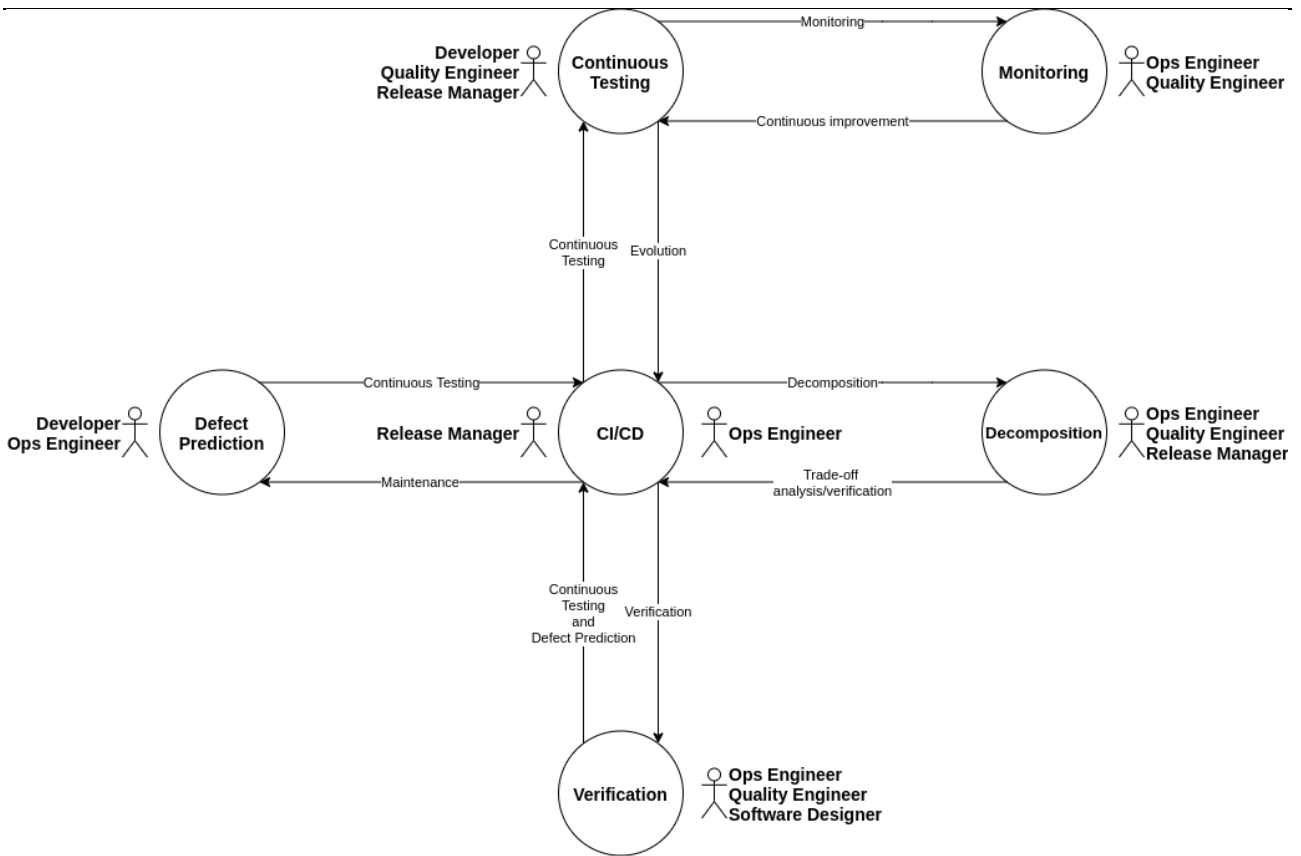 Monitoring
Developer
Quality Engineer
Release Manager
Continuous
Testing
Monitoring
Ops Engineer
Quality Engineer
Continuous improvement
Continuous
Testing
Evolution
Continuous Testing
Decomposition
Developer
Ops Engineer
Defect
Prediction
Release Manager
CI/CD
Ops Engineer
Decomposition
Ops Engineer
Quality Engineer
Release Manager
Maintenance
Trade-off
analysis/verification
Continuous
Testing
and
Defect Prediction
Verification
Verification
Ops Engineer
Quality Engineer
Software Designer